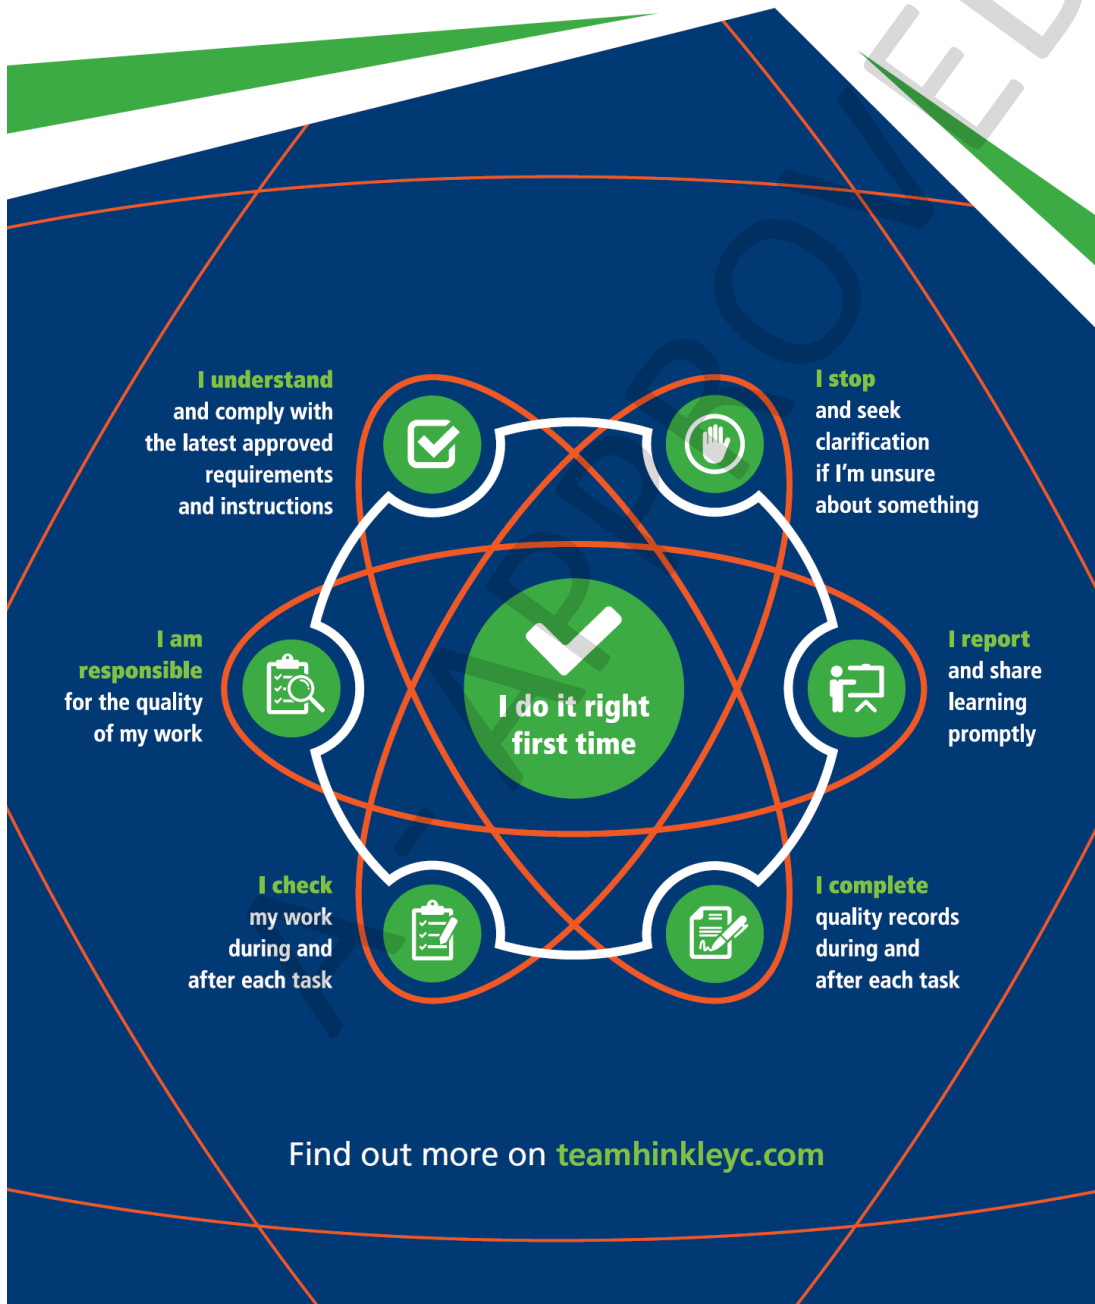 I understand
and comply with
the latest approved
requirements
and instructions
I stop
and seek
clarification
if I'm unsure
about something
I am
responsible
for the quality
of my work
I do it right
first time
I report
and share
learning
promptly
I check
my work
during and
after each task
I complete
quality records
during and
after each task
Find out more on teamhinkleyc.com
A - APPROVED